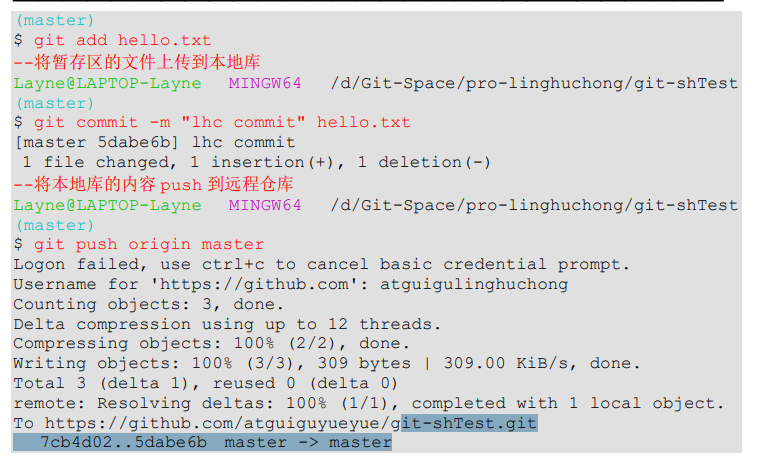 (master)
$ git add hello.txt
--将暂存区的文件上传到本地库
Layne@LAPTOP-Layne MINGW64 /d/Git-Space/pro-linghuchong/git-shTest
(master)
$ git commit -m "lhc commit" hello.txt
[master 5dabe6b] lhc commit
1 file changed, 1 insertion(+), 1 deletion(-)
--将本地库的内容 push 到远程仓库
Layne@LAPTOP-Layne MINGW64 /d/Git-Space/pro-linghuchong/git-shTest
(master)
$ git push origin master
Logon failed, use ctrl+c to cancel basic credential prompt.
Username for 'https://github.com': atguigulinghuchong
Counting objects: 3, done.
Delta compression using up to 12 threads.
Compressing objects: 100% (2/2), done.
Writing objects: 100% (3/3), 309 bytes | 309.00 KiB/s, done.
Total 3 (delta 1), reused 0 (delta 0)
remote: Resolving deltas: 100% (1/1), completed with 1 local object.
To https://github.com/atguiguyueyue/git-shTest.git
7cb4d02..5dabe6b master -> master